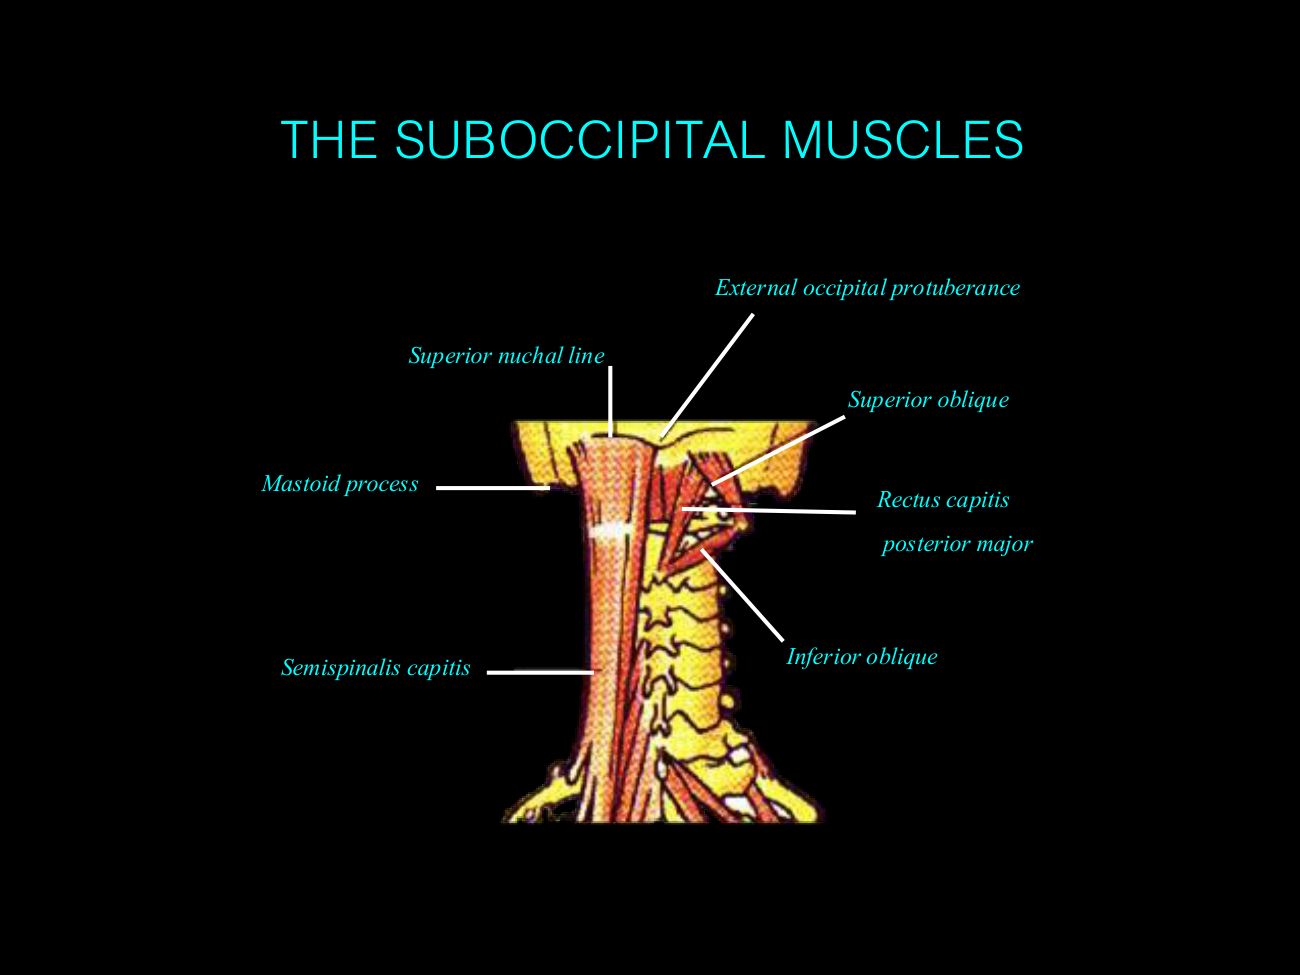 THE SUBOCCIPITAL MUSCLES
External occipital protuberance
Superior nuchal line
Superior oblique
Mastoid process
Rectus capitis
posterior major
Inferior oblique
Semispinalis capitis